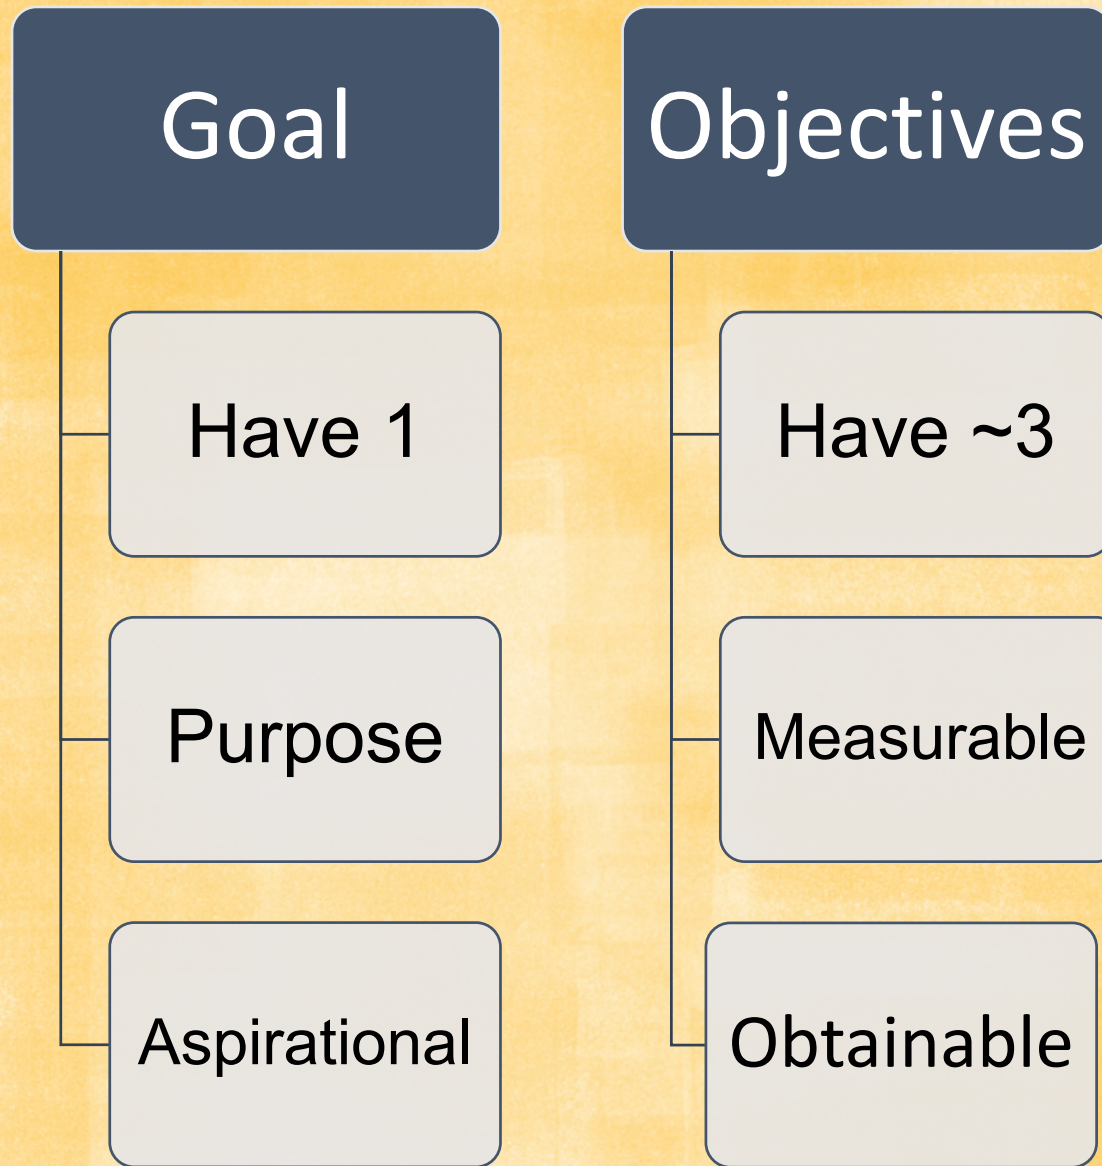 Goal
Have 1
Purpose
Aspirational
Objectives
Have ~3
Measurable
Obtainable